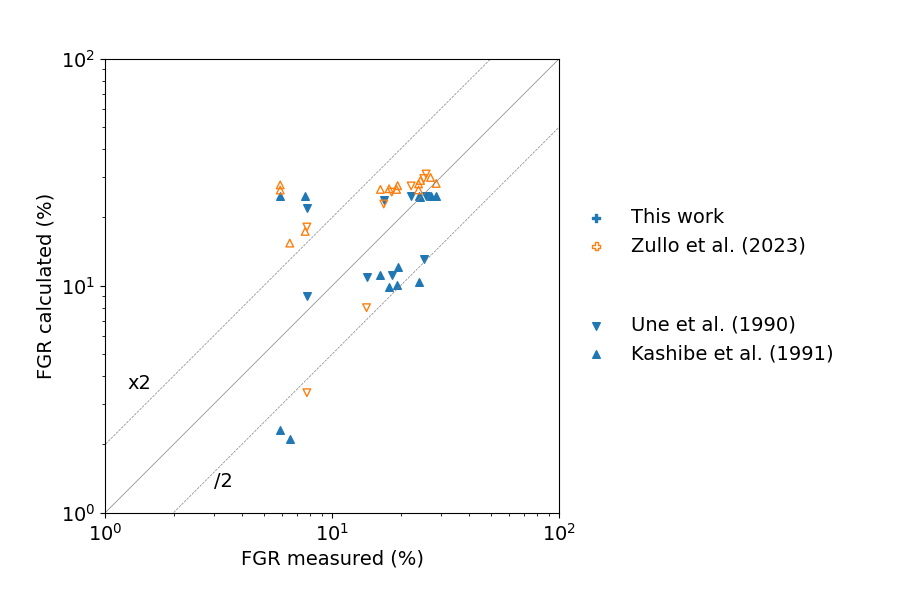 10²
10¹
10⁰
FGR calculated (%)
x2
/2
10⁰ 10¹ 10²
FGR measured (%)
This work
Zullo et al. (2023)
Une et al. (1990)
Kashibe et al. (1991)